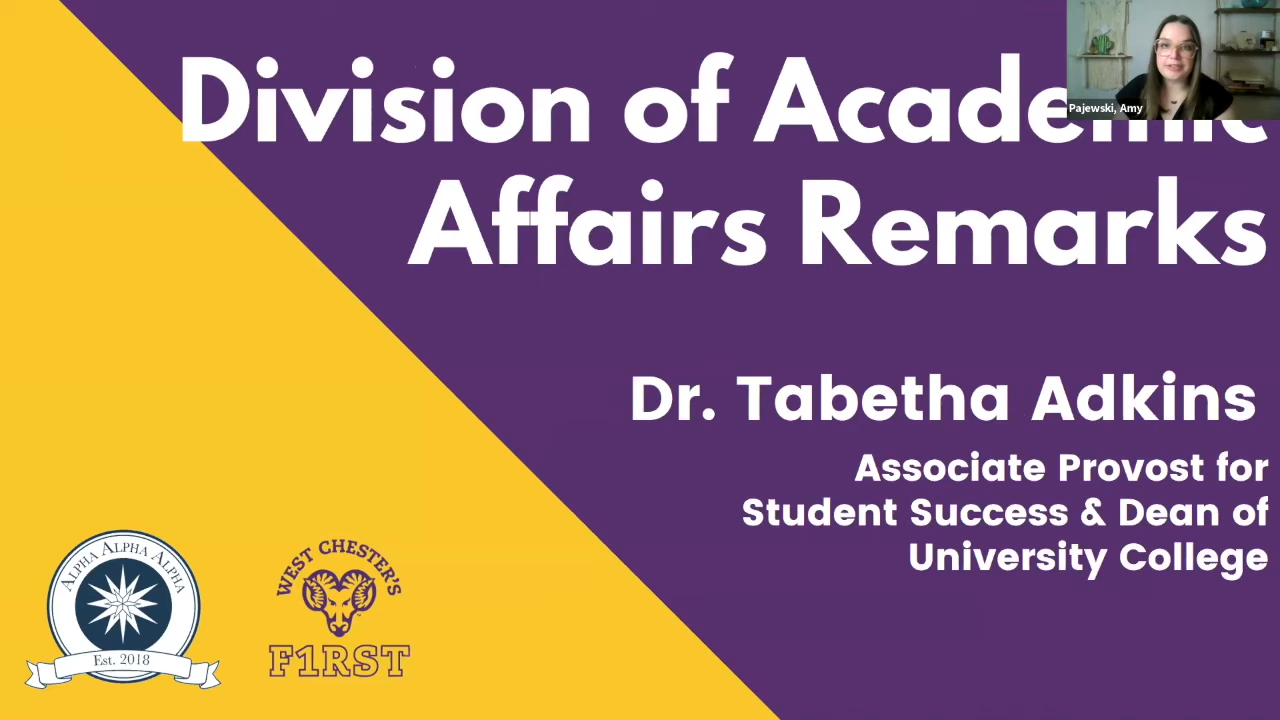 Division of Academic
Affairs Remarks
Pajewski, Amy
Dr. Tabetha Adkins
Associate Provost for
Student Success & Dean of
University College
ALPHA ALPHA ALPHA
Est. 2018
WEST CHESTER'S
F1RST